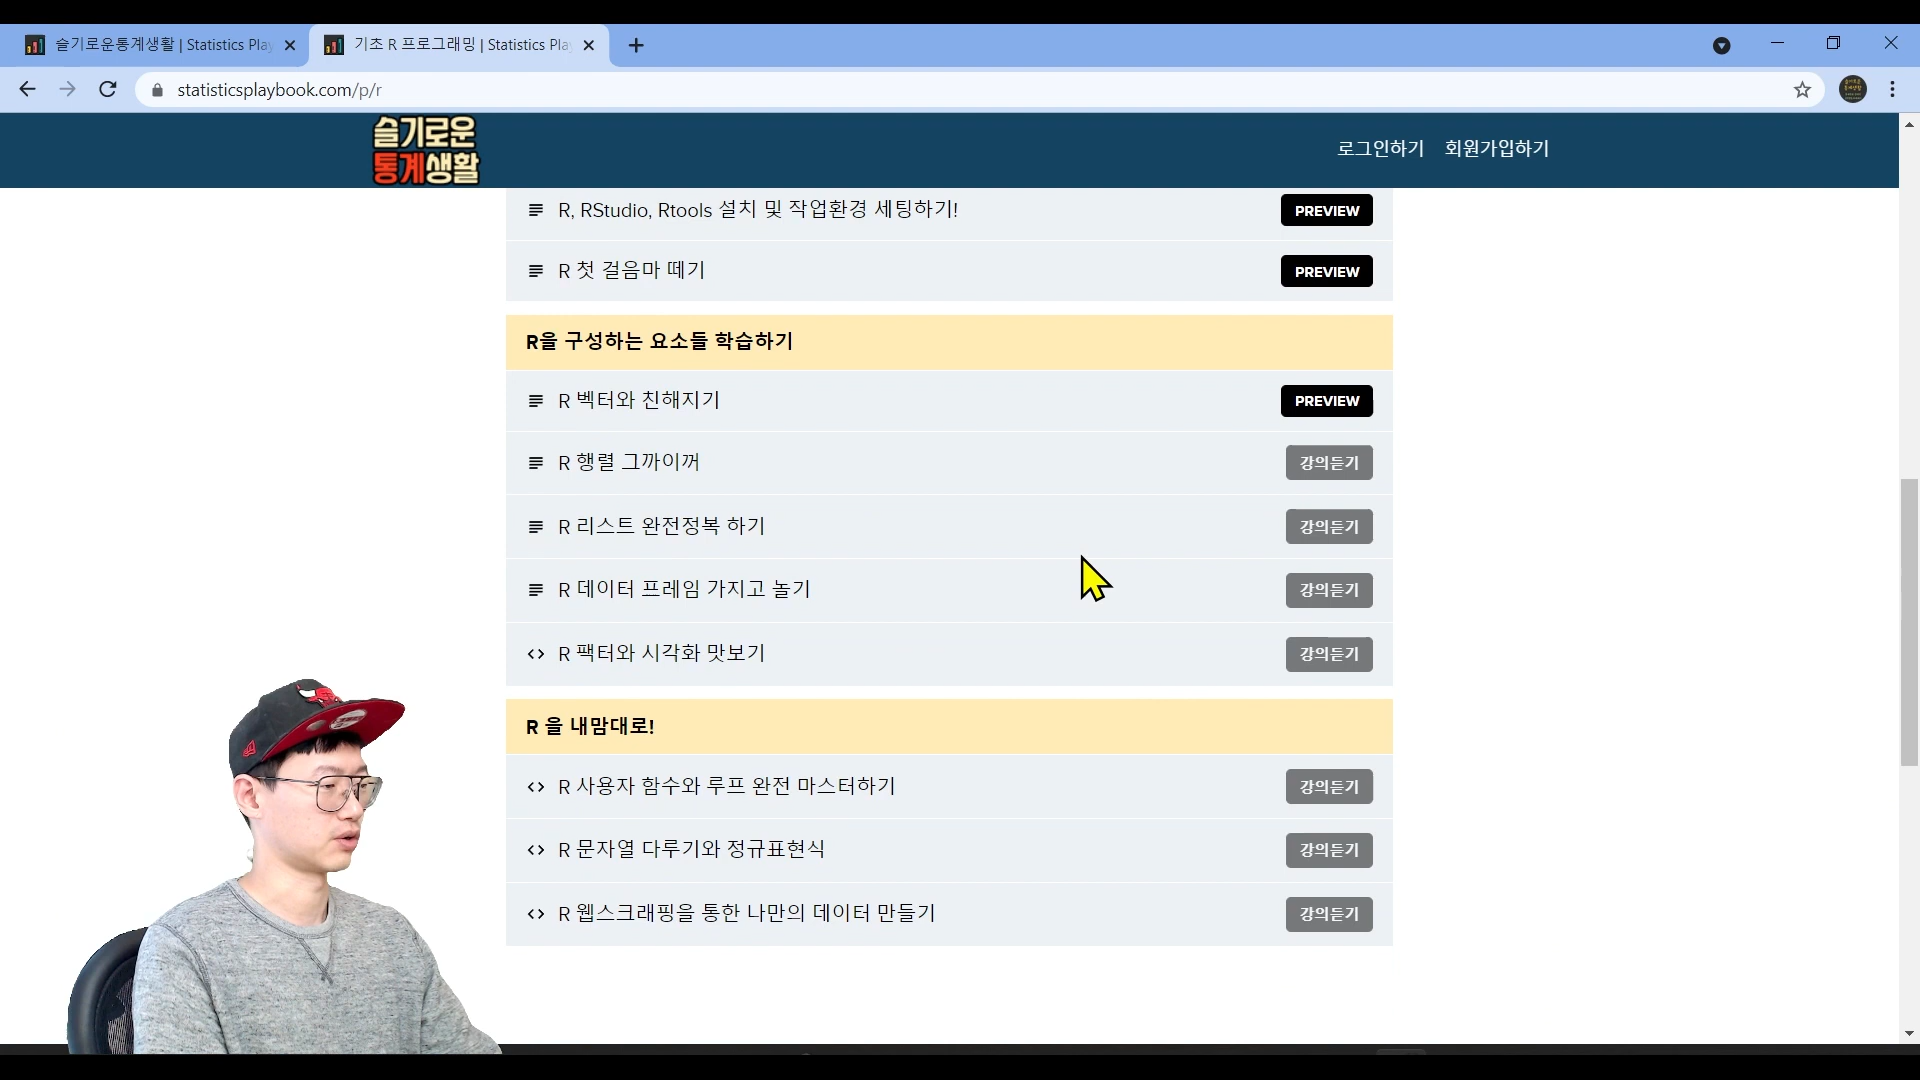 슬기로운통계생활 | Statistics Pla
기초 R 프로그래밍 | Statistics Pla
statisticsplaybook.com/p/r
슬기로운
통계생활
로그인하기 회원가입하기
R, RStudio, Rtools 설치 및 작업환경 세팅하기! PREVIEW
R 첫 걸음마 떼기 PREVIEW
R을 구성하는 요소들 학습하기
R 벡터와 친해지기 PREVIEW
R 행렬 그까이꺼 강의듣기
R 리스트 완전정복 하기 강의듣기
R 데이터 프레임 가지고 놀기 강의듣기
R 팩터와 시각화 맛보기 강의듣기
R 을 내맘대로!
R 사용자 함수와 루프 완전 마스터하기 강의듣기
R 문자열 다루기와 정규표현식 강의듣기
R 웹스크래핑을 통한 나만의 데이터 만들기 강의듣기